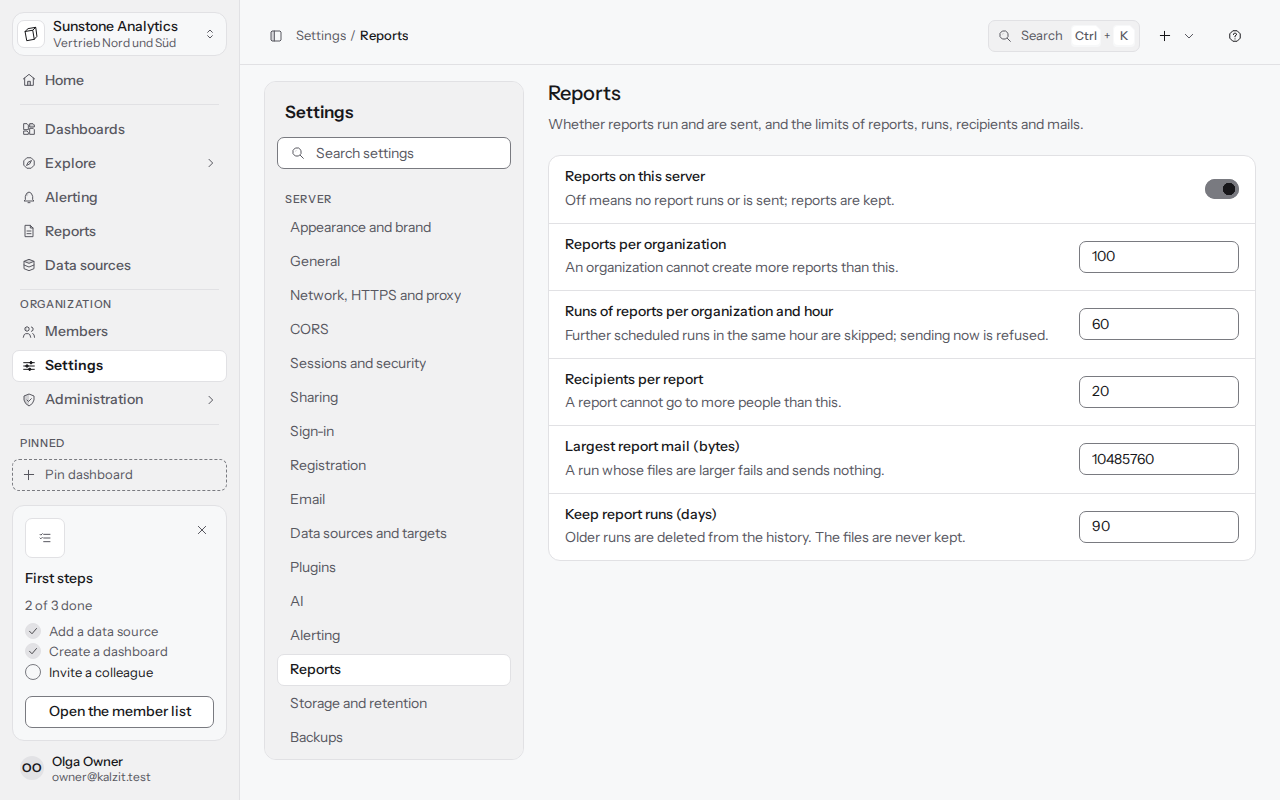 Sunstone Analytics
Vertrieb Nord und Süd
Home
Dashboards
Explore
Alerting
Reports
Data sources
ORGANIZATION
Members
Settings
Administration
PINNED
Pin dashboard
First steps
2 of 3 done
Add a data source
Create a dashboard
Invite a colleague
Open the member list
OO
Olga Owner
owner@kalzit.test
Settings / Reports
Search Ctrl + K
Settings
Search settings
SERVER
Appearance and brand
General
Network, HTTPS and proxy
CORS
Sessions and security
Sharing
Sign-in
Registration
Email
Data sources and targets
Plugins
AI
Alerting
Reports
Storage and retention
Backups
Reports
Whether reports run and are sent, and the limits of reports, runs, recipients and mails.
Reports on this server
Off means no report runs or is sent; reports are kept.
Reports per organization
An organization cannot create more reports than this.
100
Runs of reports per organization and hour
Further scheduled runs in the same hour are skipped; sending now is refused.
60
Recipients per report
A report cannot go to more people than this.
20
Largest report mail (bytes)
A run whose files are larger fails and sends nothing.
10485760
Keep report runs (days)
Older runs are deleted from the history. The files are never kept.
90